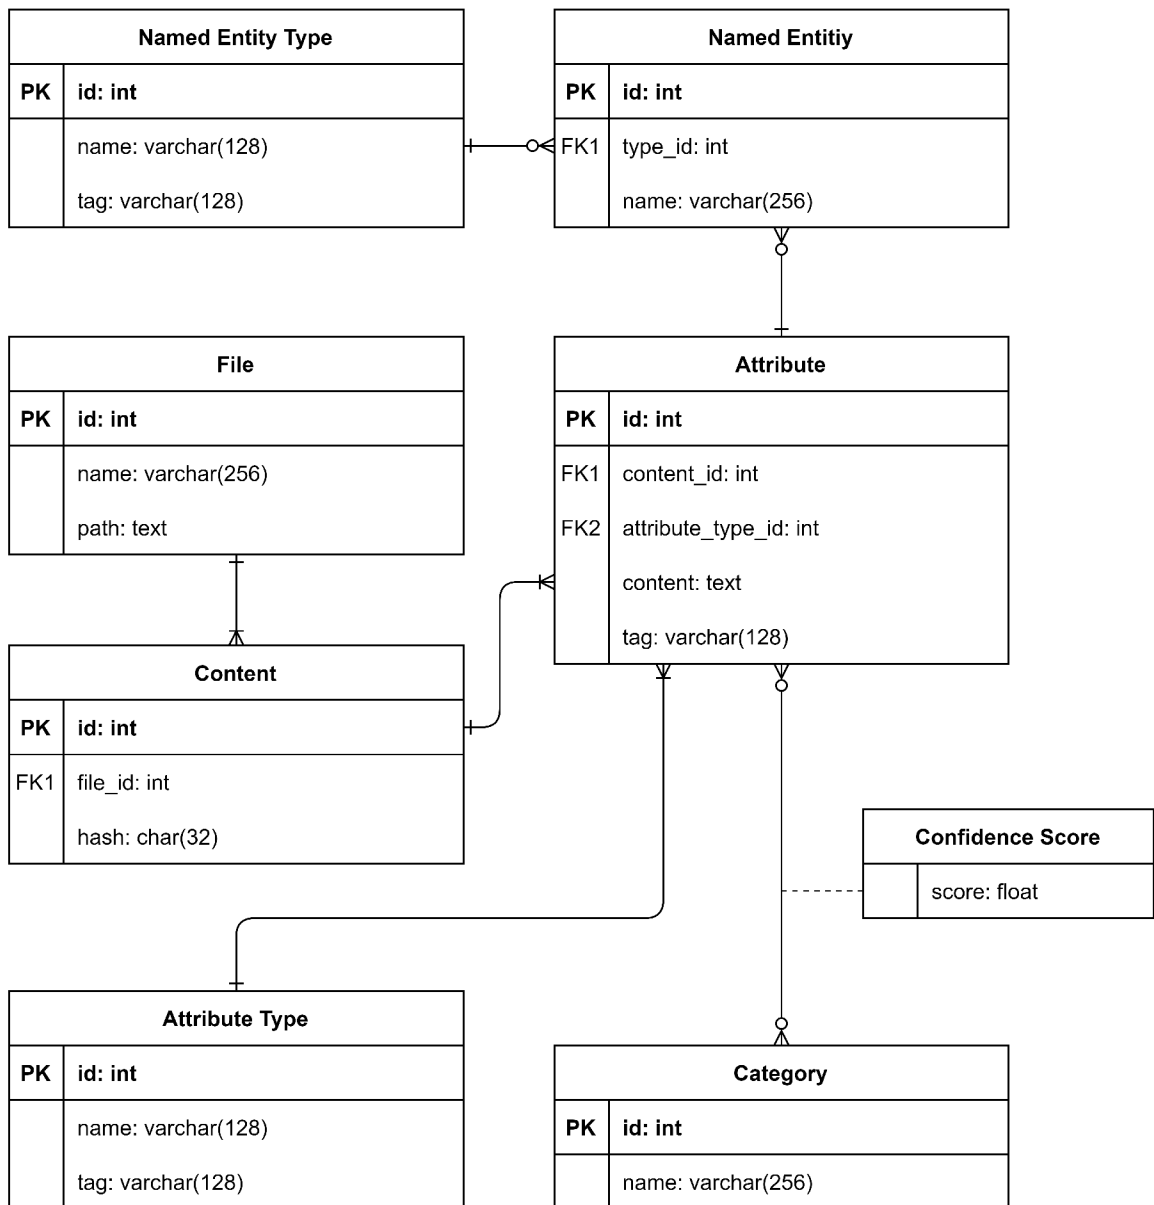 Named Entity Type
PK id: int
name: varchar(128)
tag: varchar(128)
Named Entitiy
PK id: int
FK1 type_id: int
name: varchar(256)
File
PK id: int
name: varchar(256)
path: text
Attribute
PK id: int
FK1 content_id: int
FK2 attribute_type_id: int
content: text
tag: varchar(128)
Content
PK id: int
FK1 file_id: int
hash: char(32)
Confidence Score
score: float
Attribute Type
PK id: int
name: varchar(128)
tag: varchar(128)
Category
PK id: int
name: varchar(256)